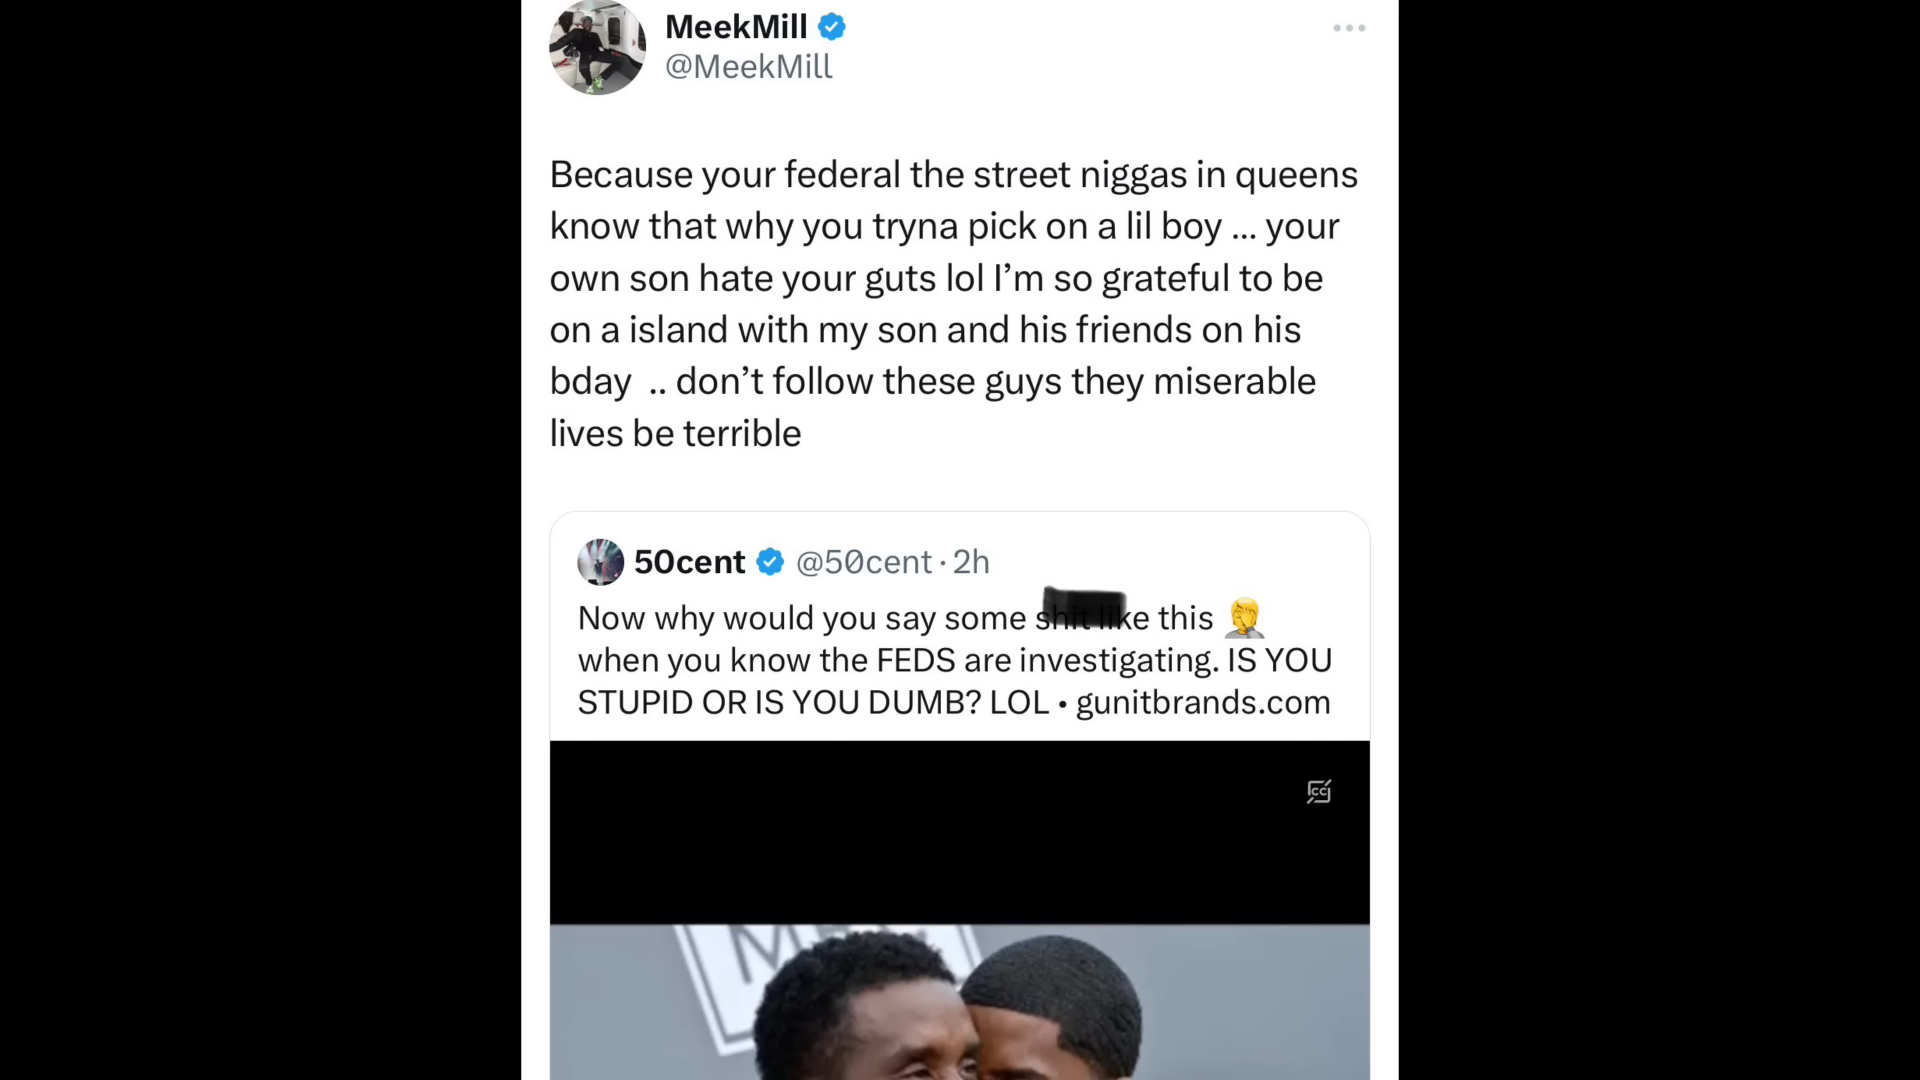 MeekMill
@MeekMill
Because your federal the street niggas in queens
know that why you tryna pick on a lil boy ... your
own son hate your guts lol I’m so grateful to be
on a island with my son and his friends on his
bday .. don’t follow these guys they miserable
lives be terrible
50cent @50cent · 2h
Now why would you say some shit like this 🤦
when you know the FEDS are investigating. IS YOU
STUPID OR IS YOU DUMB? LOL • gunitbrands.com
CC